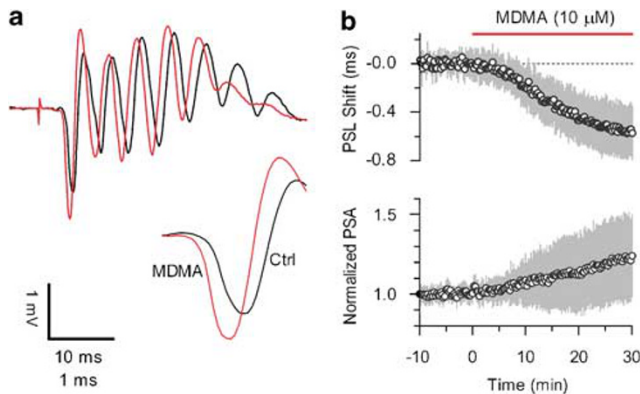 a
MDMA
Ctrl
1 mV
10 ms
1 ms
b
MDMA (10 μM)
PSL Shift (ms)
-0.0
-0.4
-0.8
Normalized PSA
1.5
1.0
-10 0 10 20 30
Time (min)